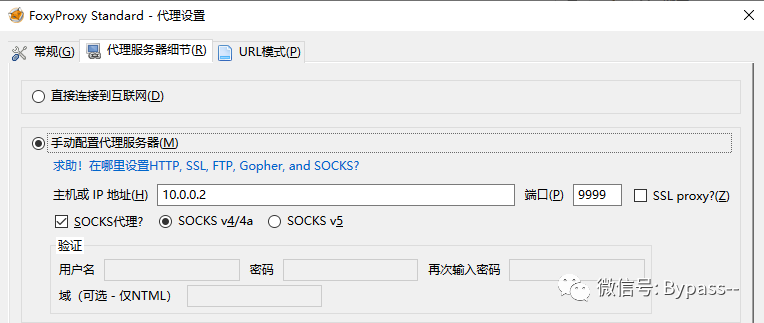 FoxyProxy Standard - 代理设置
常规(G) 代理服务器细节(R) URL模式(P)
直接连接到互联网(D)
手动配置代理服务器(M)
求助！在哪里设置HTTP, SSL, FTP, Gopher, and SOCKS?
主机或 IP 地址(H) 10.0.0.2 端口(P) 9999 SSL proxy?(Z)
SOCKS代理? SOCKS v4/4a SOCKS v5
验证
用户名 密码 再次输入密码
域（可选 - 仅NTML）
微信号: Bypass--